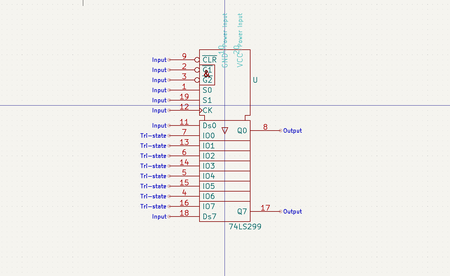 Power input Power input
GND 10 VCC 20
Input 9 CLR
Input 2 G1
&
Input 3 G2 U
Input 1 S0
Input 19 S1
Input 12 CK
Input 11 Ds0
Q0 8 Output
Tri-state 7 IO0
Tri-state 13 IO1
Tri-state 6 IO2
Tri-state 14 IO3
Tri-state 5 IO4
Tri-state 15 IO5
Tri-state 4 IO6
Tri-state 16 IO7
Q7 17 Output
Input 18 Ds7
74LS299